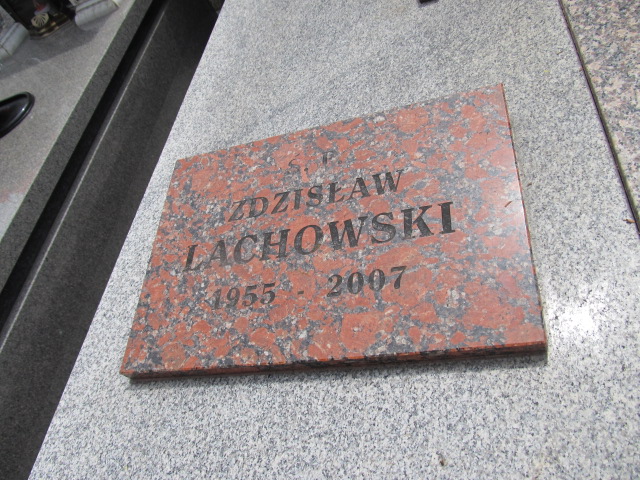 Ś. P.
ZDZISŁAW
LACHOWSKI
1955 - 2007